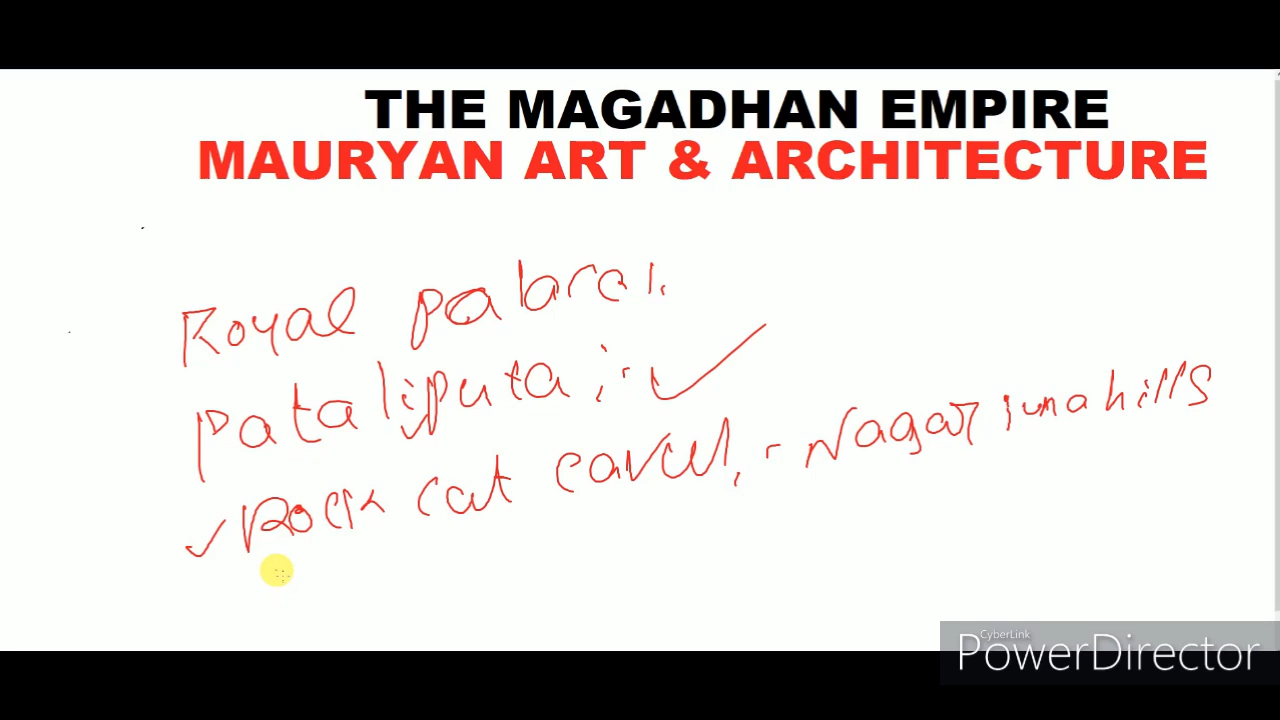 THE MAGADHAN EMPIRE
MAURYAN ART & ARCHITECTURE
Royal palace,
pataliputa :-
Rock cut caves, - Nagarjuna hills
CyberLink
PowerDirector